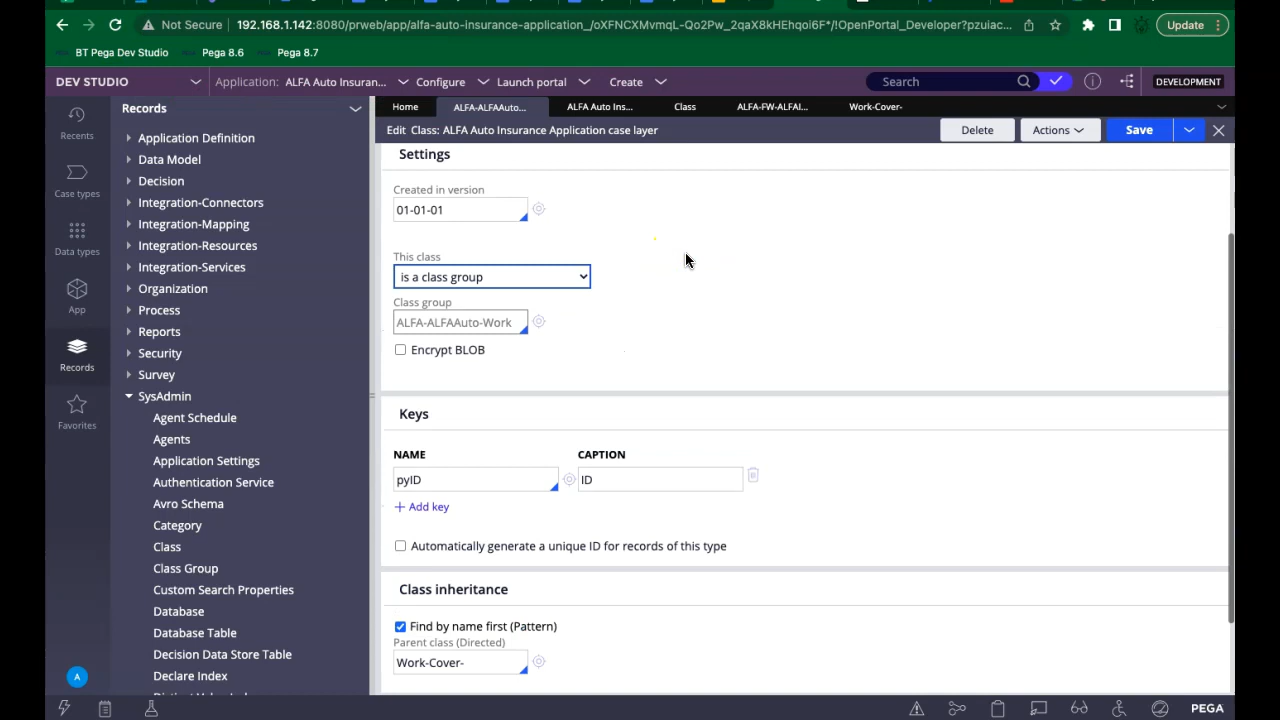 Not Secure 192.168.1.142:8080/prweb/app/alfa-auto-insurance-application_/oXFNCXMvmqL-Qo2Pw_2qaX8kHEhqoi6F*/!OpenPortal_Developer?pzuiac... Update
BT Pega Dev Studio Pega 8.6 Pega 8.7
DEV STUDIO Application: ALFA Auto Insuran... Configure Launch portal Create Search DEVELOPMENT
Recents
Case types
Data types
App
Records
Favorites
A
Records
Application Definition
Data Model
Decision
Integration-Connectors
Integration-Mapping
Integration-Resources
Integration-Services
Organization
Process
Reports
Security
Survey
SysAdmin
Agent Schedule
Agents
Application Settings
Authentication Service
Avro Schema
Category
Class
Class Group
Custom Search Properties
Database
Database Table
Decision Data Store Table
Declare Index
Home ALFA-ALFAAuto... ALFA Auto Ins... Class ALFA-FW-ALFAI... Work-Cover-
Edit Class: ALFA Auto Insurance Application case layer Delete Actions Save
Settings
Created in version
01-01-01
This class
is a class group
Class group
ALFA-ALFAAuto-Work
Encrypt BLOB
Keys
NAME CAPTION
pyID ID
+ Add key
Automatically generate a unique ID for records of this type
Class inheritance
Find by name first (Pattern)
Parent class (Directed)
Work-Cover-
PEGA